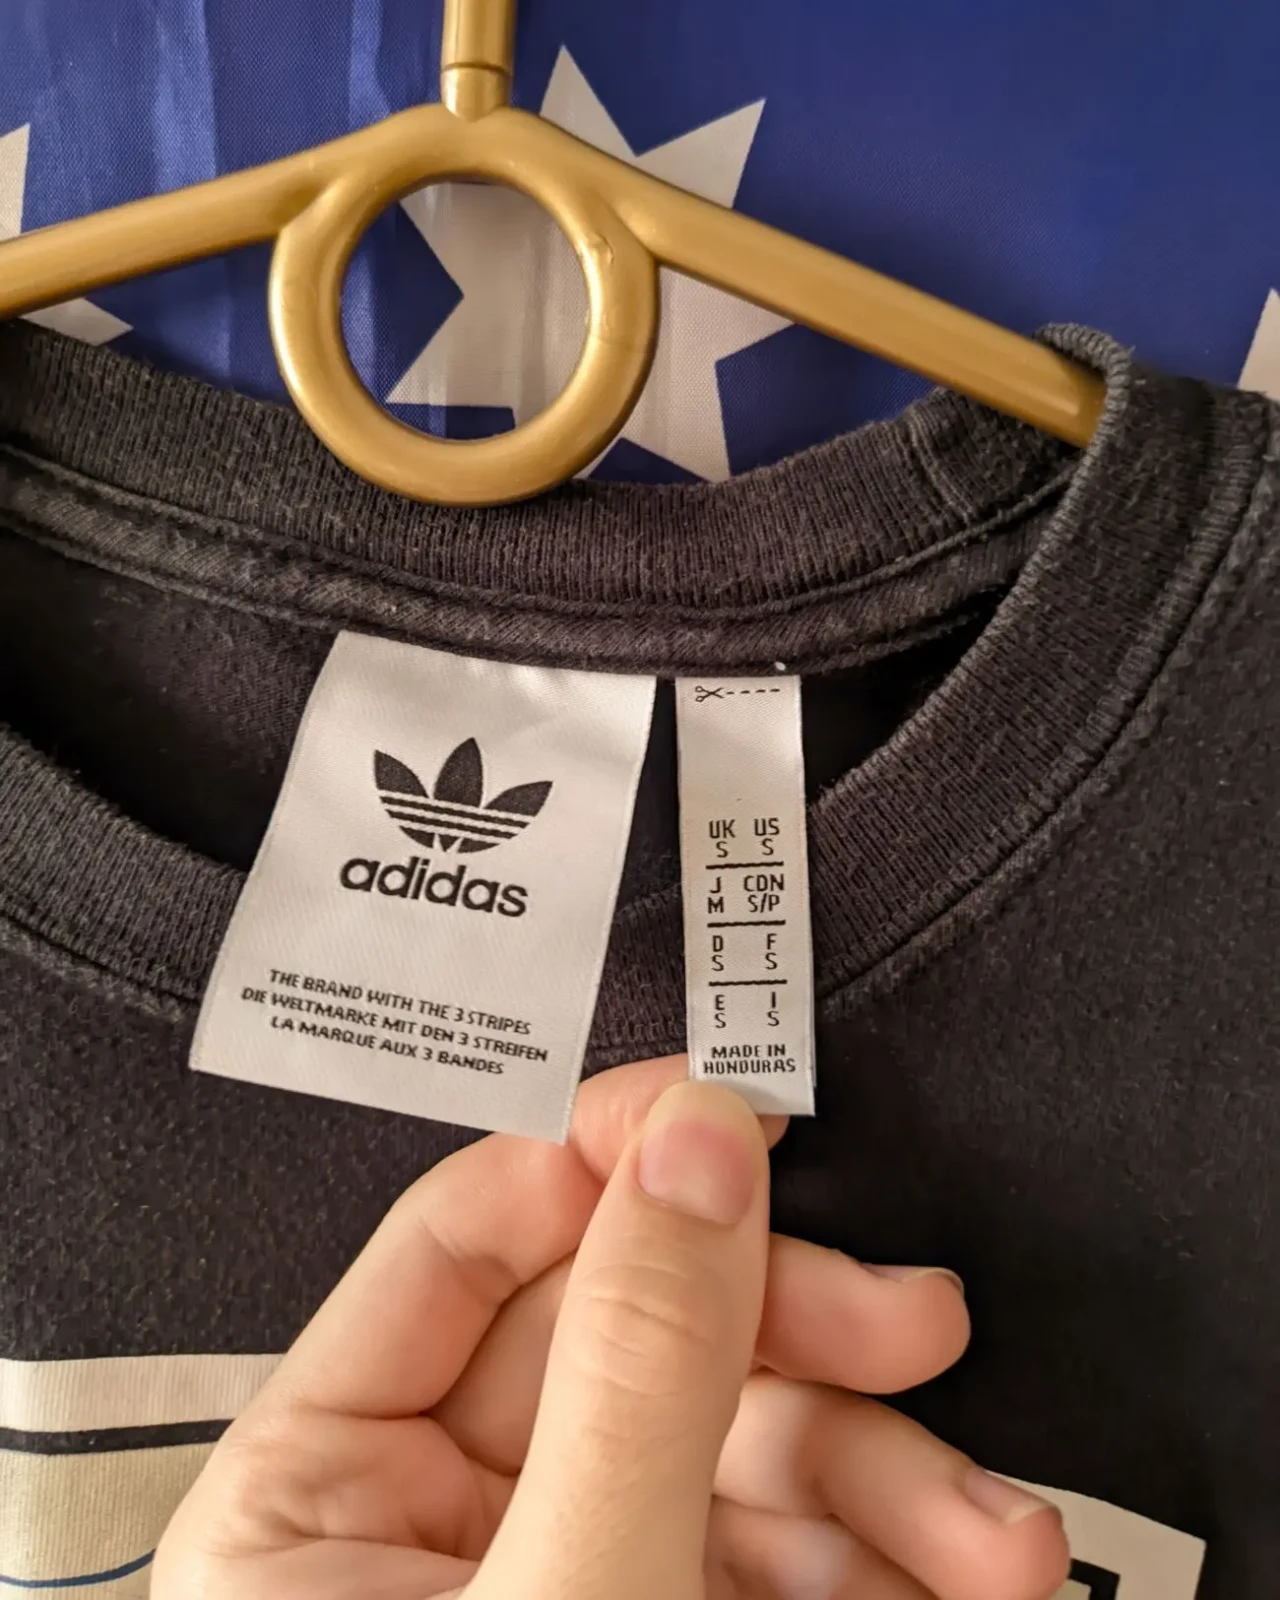 adidas
THE BRAND WITH THE 3 STRIPES
DIE WELTMARKE MIT DEN 3 STREIFEN
LA MARQUE AUX 3 BANDES
UK US
S S
J CDN
M S/P
D F
S S
E I
S S
MADE IN
HONDURAS